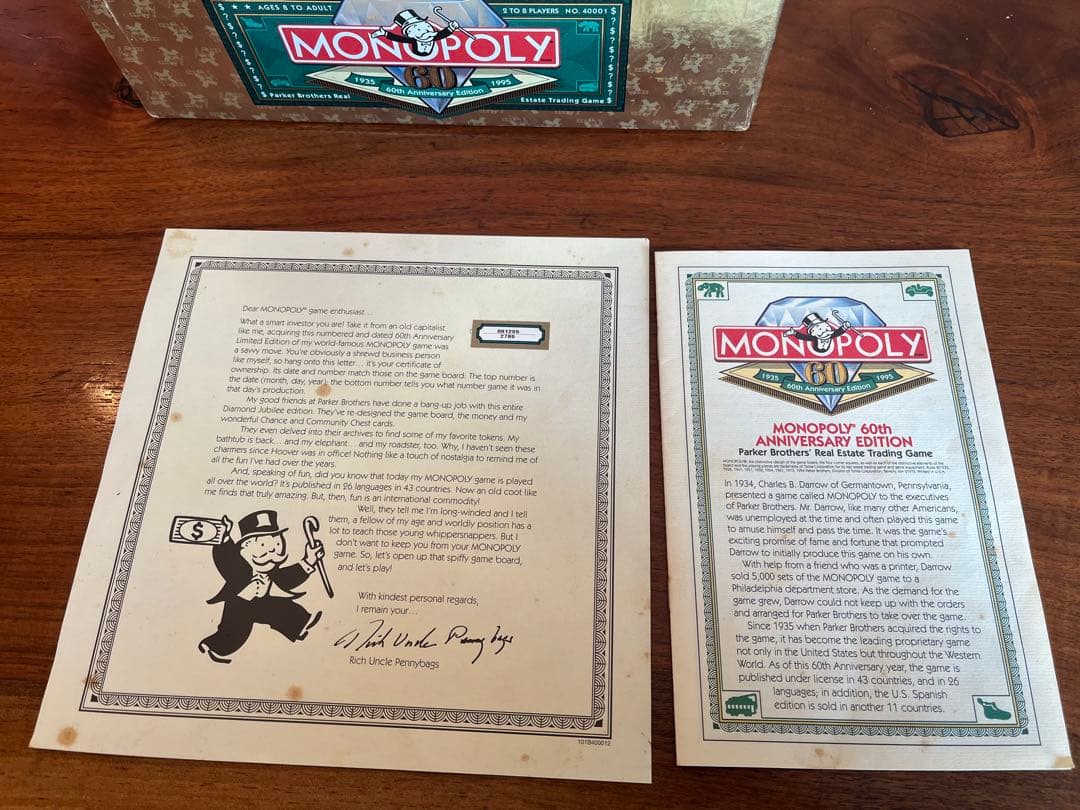 ★ ★ AGES 8 TO ADULT
2 TO 8 PLAYERS NO. 40001
MONOPOLY
60
1935
1995
60th Anniversary Edition
Parker Brothers Real
Estate Trading Game
Dear MONOPOLY® game enthusiast...
What a smart investor you are! Take it from an old capitalist
like me, acquiring this numbered and dated 60th Anniversary
Limited Edition of my world-famous MONOPOLY game was
a savvy move. You're obviously a shrewd business person
like myself, so hang onto this letter... it's your certificate of
ownership. Its date and number match those on the game board: The top number is
the date (month, day, year); the bottom number tells you what number game it was in
that day's production.
My good friends at Parker Brothers have done a bang-up job with this entire
Diamond Jubilee edition. They've re-designed the game board, the money and my
wonderful Chance and Community Chest cards.
They even delved into their archives to find some of my favorite tokens. My
bathtub is back... and my elephant... and my roadster, too. Why, I haven't seen these
charmers since Hoover was in office! Nothing like a touch of nostalgia to remind me of
all the fun I've had over the years.
And, speaking of fun, did you know that today my MONOPOLY game is played
all over the world? It's published in 26 languages in 43 countries. Now an old coot like
me finds that truly amazing. But, then, fun is an international commodity!
Well, they tell me I'm long-winded and I tell
them, a fellow of my age and worldly position has a
lot to teach those young whippersnappers. But I
don't want to keep you from your MONOPOLY
game. So, let's open up that spiffy game board,
and let's play!
With kindest personal regards,
I remain your...
Rich Uncle Pennybags
Rich Uncle Pennybags
$
101B400012
MONOPOLY
60
1935
1995
60th Anniversary Edition
MONOPOLY® 60th
ANNIVERSARY EDITION
Parker Brothers' Real Estate Trading Game
In 1934, Charles B. Darrow of Germantown, Pennsylvania,
presented a game called MONOPOLY to the executives
of Parker Brothers. Mr. Darrow, like many other Americans,
was unemployed at the time and often played this game
to amuse himself and pass the time. It was the game's
exciting promise of fame and fortune that prompted
Darrow to initially produce this game on his own.
With help from a friend who was a printer, Darrow
sold 5,000 sets of the MONOPOLY game to a
Philadelphia department store. As the demand for the
game grew, Darrow could not keep up with the orders
and arranged for Parker Brothers to take over the game.
Since 1935 when Parker Brothers acquired the rights to
the game, it has become the leading proprietary game
not only in the United States but throughout the Western
World. As of this 60th Anniversary year, the game is
published under license in 43 countries, and in 26
languages; in addition, the U.S. Spanish
edition is sold in another 11 countries.